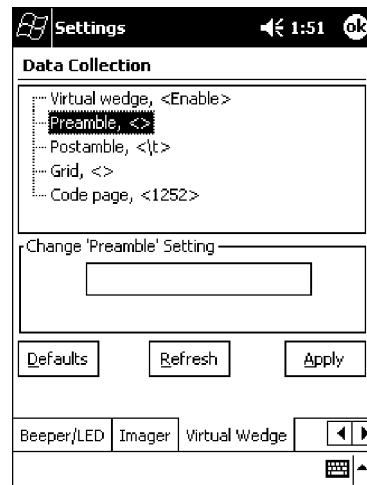 Settings 1:51 ok
Data Collection
Virtual wedge, <Enable>
Preamble, <>
Postamble, <\t>
Grid, <>
Code page, <1252>
Change 'Preamble' Setting
Defaults Refresh Apply
Beeper/LED Imager Virtual Wedge